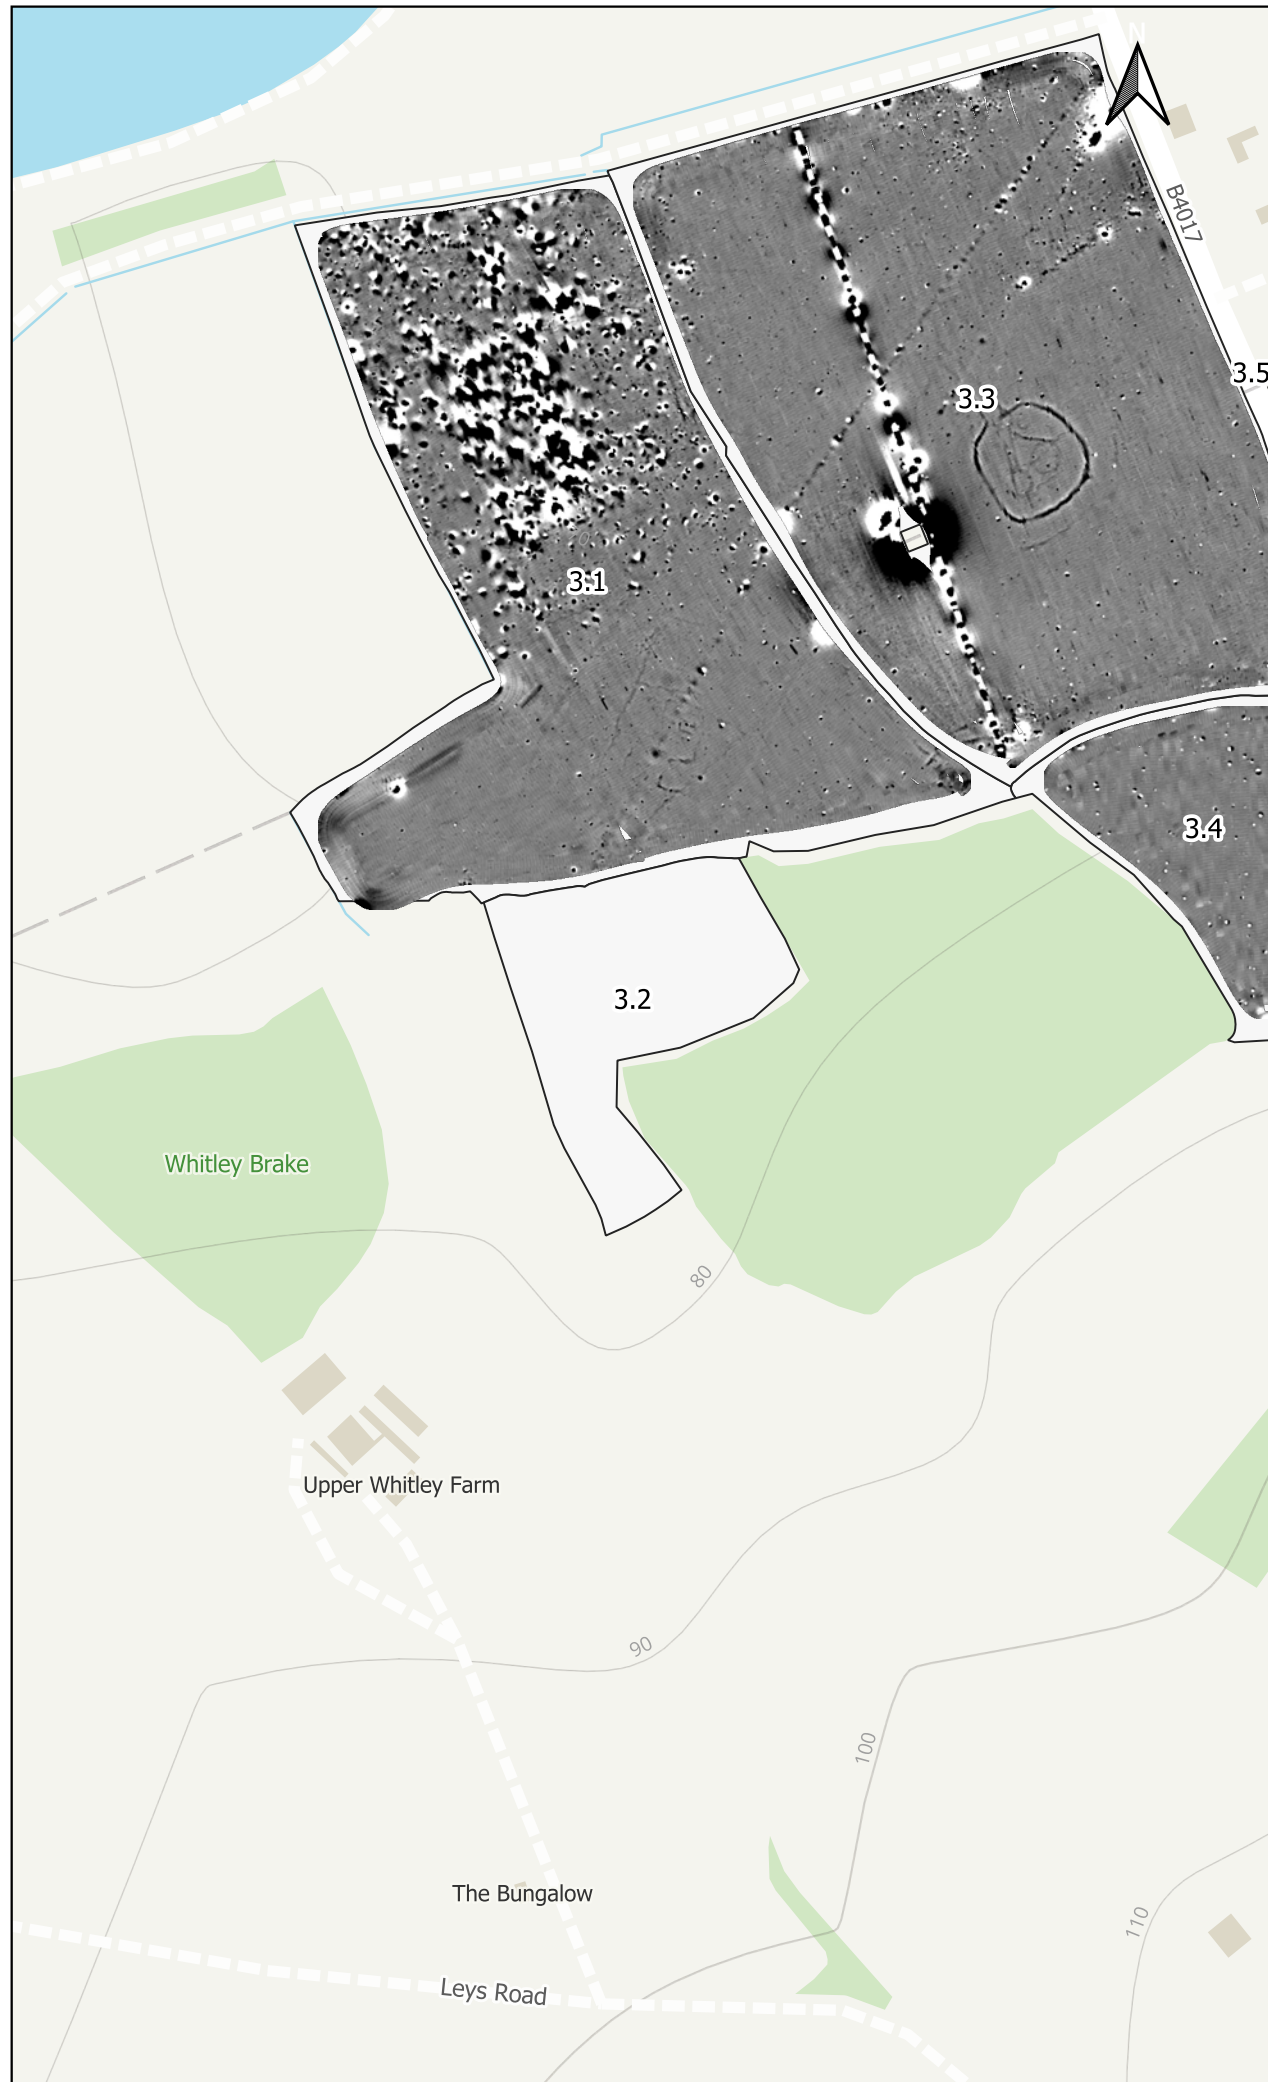 N
B4017
3.5
3.3
3.1
3.4
3.2
Whitley Brake
80
Upper Whitley Farm
90
100
The Bungalow
110
Leys Road